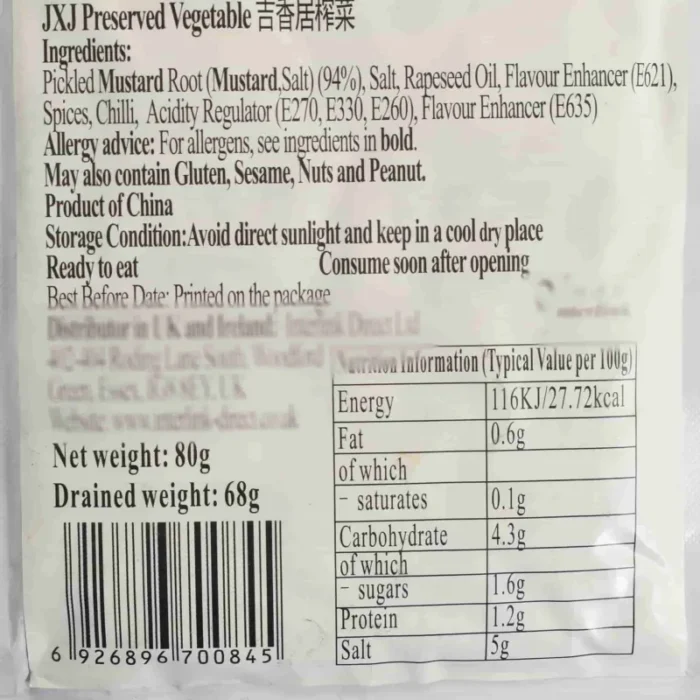 JXJ Preserved Vegetable 吉香居榨菜
Ingredients:
Pickled Mustard Root (Mustard,Salt) (94%), Salt, Rapeseed Oil, Flavour Enhancer (E621),
Spices, Chilli, Acidity Regulator (E270, E330, E260), Flavour Enhancer (E635)
Allergy advice: For allergens, see ingredients in bold.
May also contain Gluten, Sesame, Nuts and Peanut.
Product of China
Storage Condition:Avoid direct sunlight and keep in a cool dry place
Ready to eat Consume soon after opening
Best Before Date: Printed on the package
Net weight: 80g
Drained weight: 68g
6 926896 700845
Nutrition Information (Typical Value per 100g)
Energy 116KJ/27.72kcal
Fat 0.6g
of which
- saturates 0.1g
Carbohydrate 4.3g
of which
- sugars 1.6g
Protein 1.2g
Salt 5g